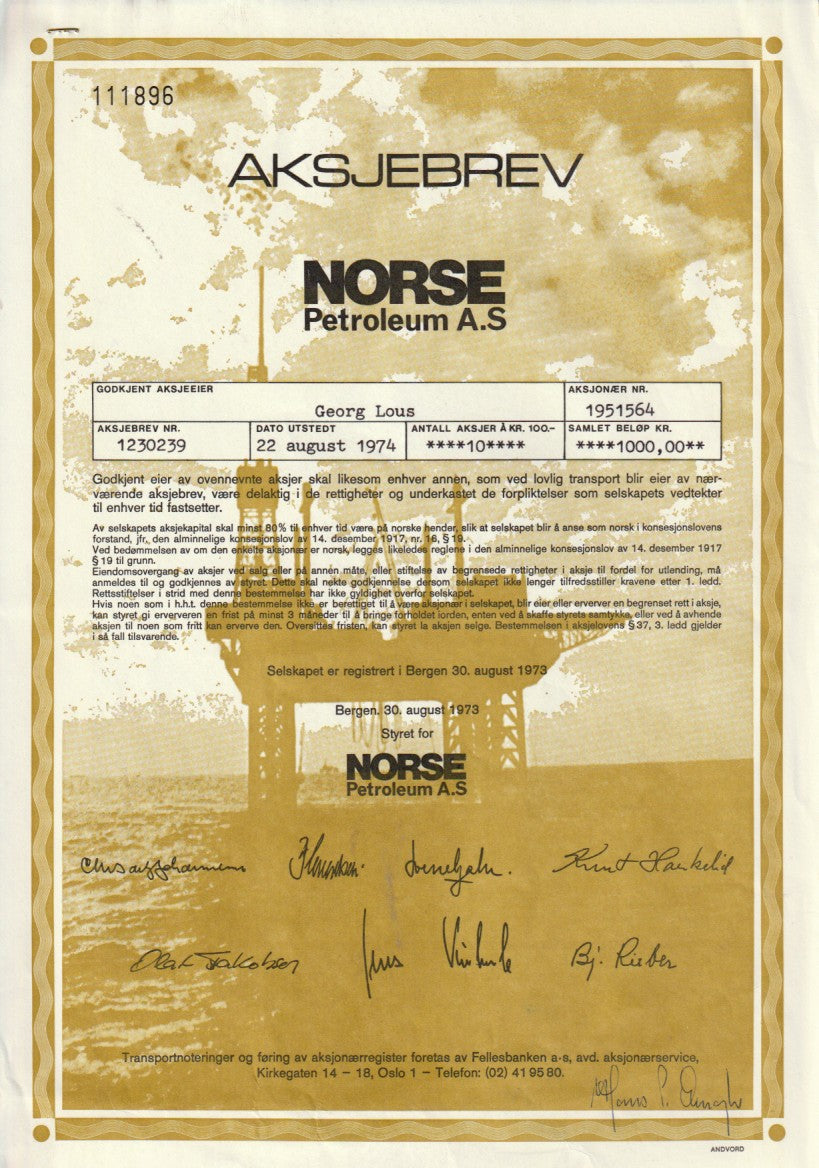 111896
AKSJEBREV
NORSE
Petroleum A.S
GODKJENT AKSJEEIER
Georg Lous
AKSJONÆR NR.
1951564
AKSJEBREV NR.
1230239
DATO UTSTEDT
22 august 1974
ANTALL AKSJER Å KR. 100.-
****10****
SAMLET BELØP KR.
****1000,00**
Godkjent eier av ovennevte aksjer skal likesom enhver annen, som ved lovlig transport blir eier av nær-
værende aksjebrev, være delaktig i de rettigheter og underkastet de forpliktelser som selskapets vedtekter
til enhver tid fastsetter.
Av selskapets aksjekapital skal minst 80% til enhver tid være på norske hender, slik at selskapet blir å anse som norsk i konsesjonslovens
forstand, jfr. den alminnelige konsesjonslov av 14. desember 1917, nr. 16, § 19.
Ved bedømmelsen av om den enkelte aksjonær er norsk, legges likeledes reglene i den alminnelige konsesjonslov av 14. desember 1917
§ 19 til grunn.
Eiendomsovergang av aksjer ved salg eller på annen måte, eller stiftelse av begrensede rettigheter i aksje til fordel for utlending, må
anmeldes til og godkjennes av styret. Dette skal nekte godkjennelse dersom selskapet ikke lenger tilfredsstiller kravene etter 1. ledd.
Rettsstiftelser i strid med denne bestemmelse har ikke gyldighet overfor selskapet.
Hvis noen som i h.h.t. denne bestemmelse ikke er berettiget til å være aksjonær i selskapet, blir eier eller erverver en begrenset rett i aksje,
kan styret gi erververen en frist på minst 3 måneder til å bringe forholdet iorden, enten ved å skaffe styrets samtykke, eller ved å avhende
aksjen til noen som fritt kan erverve den. Oversittes fristen, kan styret la aksjen selge. Bestemmelsen i aksjelovens § 37, 3. ledd gjelder
i så fall tilsvarende.
Selskapet er registrert i Bergen 30. august 1973
Bergen. 30. august 1973
Styret for
NORSE
Petroleum A.S
Knut Haukelid
Olaf Jakobsen
Bj. Rieber
Transportnoteringer og føring av aksjonærregister foretas av Fellesbanken a·s, avd. aksjonærservice,
Kirkegaten 14 – 18, Oslo 1 – Telefon: (02) 41 95 80.
ANDVORD